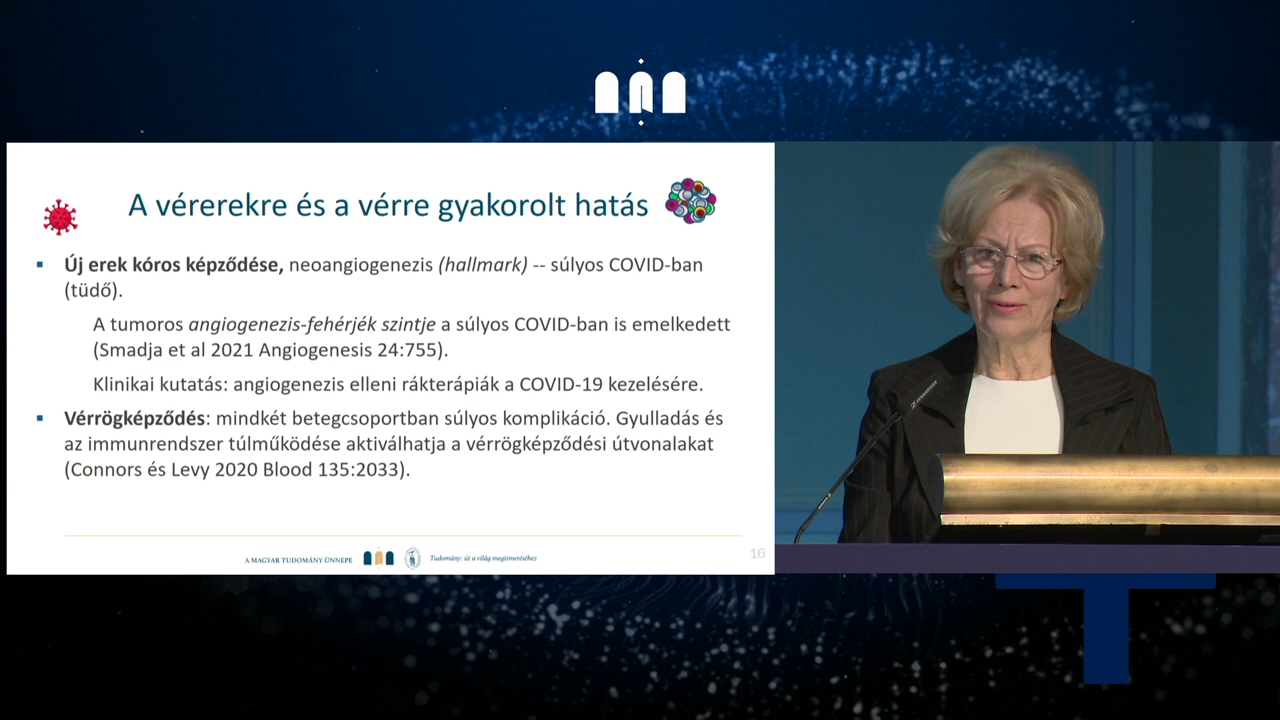 A vérerekre és a vérre gyakorolt hatás
▪ Új erek kóros képződése, neoangiogenezis (hallmark) -- súlyos COVID-ban
(tüdő).
A tumoros angiogenezis-fehérjék szintje a súlyos COVID-ban is emelkedett
(Smadja et al 2021 Angiogenesis 24:755).
Klinikai kutatás: angiogenezis elleni rákterápiák a COVID-19 kezelésére.
▪ Vérrögképződés: mindkét betegcsoportban súlyos komplikáció. Gyulladás és
az immunrendszer túlműködése aktiválhatja a vérrögképződési útvonalakat
(Connors és Levy 2020 Blood 135:2033).
A MAGYAR TUDOMÁNY ÜNNEPE
Tudomány: út a világ megismeréséhez
16